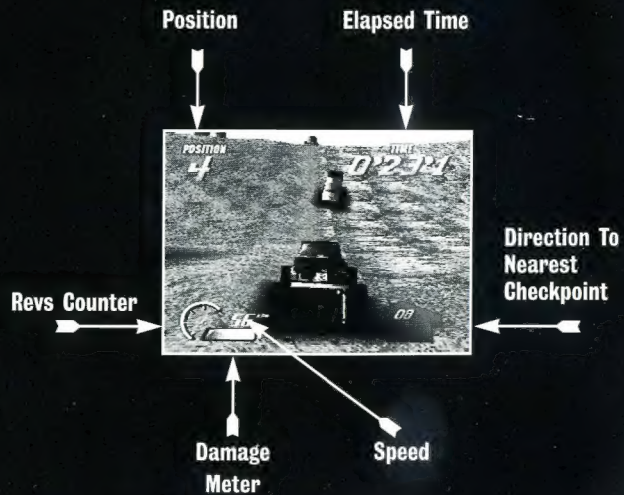 Position
Elapsed Time
POSITION
4
TIME
0'23"1
Direction To
Nearest
Checkpoint
Revs Counter
56
08
Damage
Meter
Speed